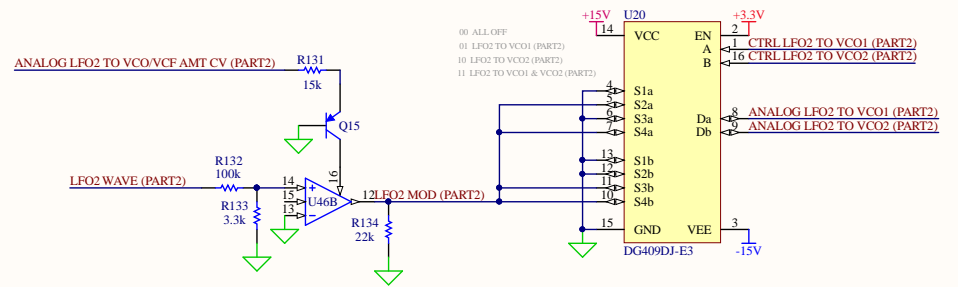 +15V
U20
+3.3V
14
VCC
EN
2
00 ALL OFF
01 LFO2 TO VCO1 (PART2)
10 LFO2 TO VCO2 (PART2)
11 LFO2 TO VCO1 & VCO2 (PART2)
A
1
CTRL LFO2 TO VCO1 (PART2)
B
16
CTRL LFO2 TO VCO2 (PART2)
ANALOG LFO2 TO VCO/VCF AMT CV (PART2)
R131
15k
4
S1a
5
S2a
6
S3a
7
S4a
Da
8
ANALOG LFO2 TO VCO1 (PART2)
Db
9
ANALOG LFO2 TO VCO2 (PART2)
Q15
13
S1b
12
S2b
11
S3b
10
S4b
R132
100k
LFO2 WAVE (PART2)
16
14
15
13
+
−
U46B
12
LFO2 MOD (PART2)
R133
3.3k
R134
22k
15
GND
VEE
3
DG409DJ-E3
-15V